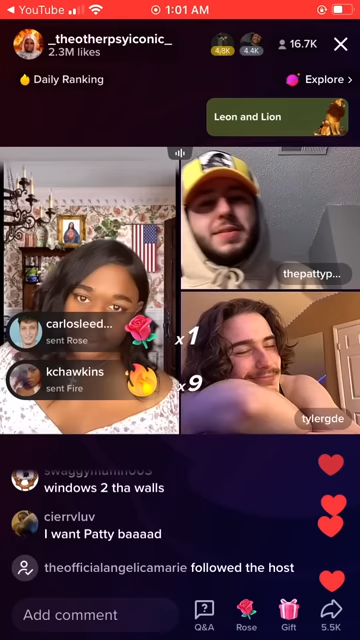 YouTube
1:01 AM
_theotherpsyiconic_
2.3M likes
4.8K
4.4K
16.7K
Daily Ranking
Explore
Leon and Lion
thepattyp...
carlosleed...
sent Rose
x1
kchawkins
sent Fire
x9
tylergde
windows 2 tha walls
cierrvluv
I want Patty baaaad
theofficialangelicamarie followed the host
Add comment
Q&A
Rose
Gift
5.5K